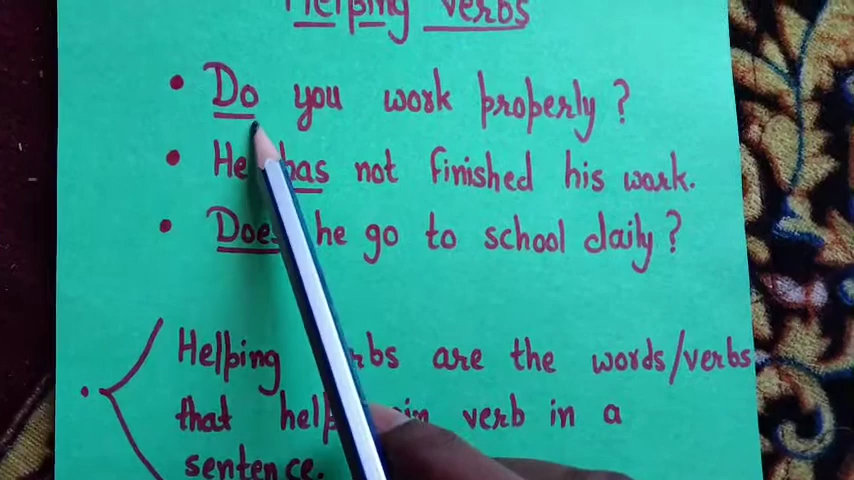 Helping Verbs
• Do you work properly ?
• He has not finished his work.
• Does he go to school daily ?
• Helping verbs are the words/verbs
that help verb in a
sentence.